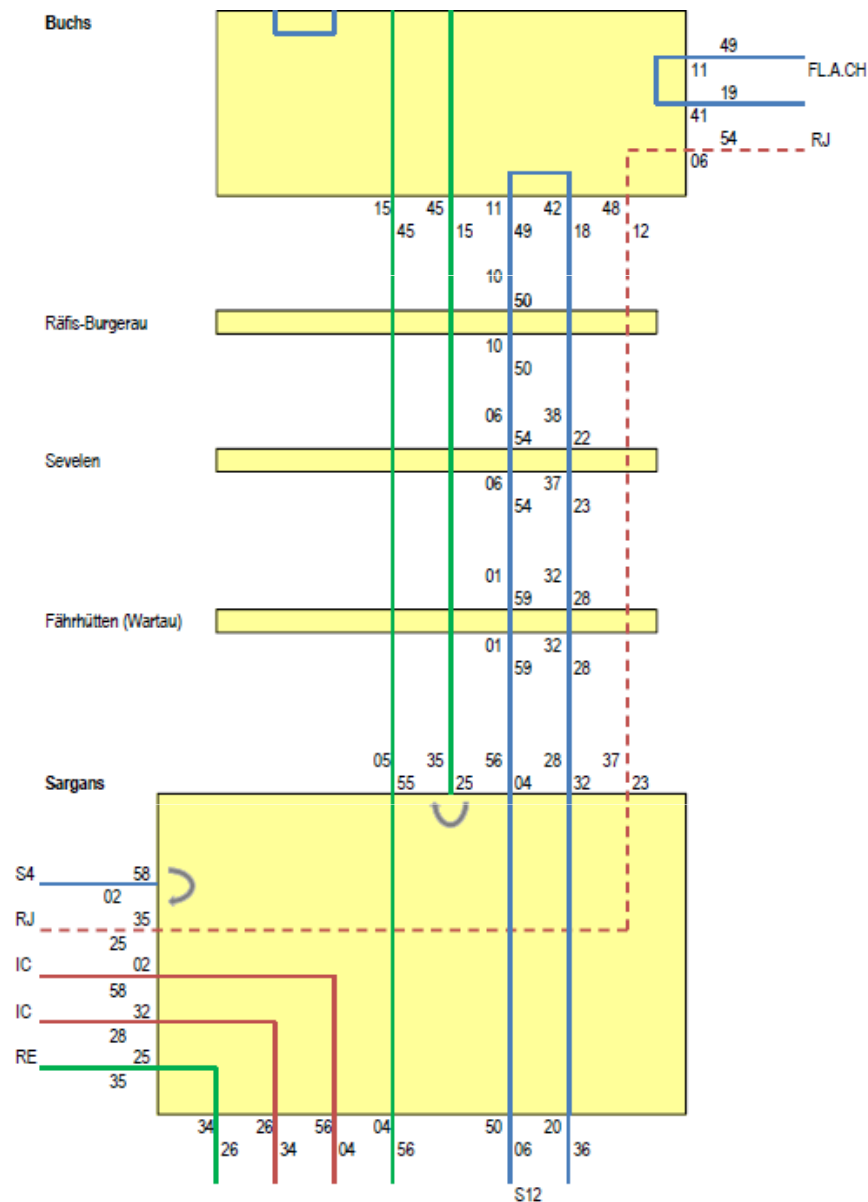 Buchs
49
11
FL.A.CH
19
41
54
RJ
06
15 45 11 42 48
45 15 49 18 12
10
50
Räfis-Burgerau
10
50
06 38
54 22
Sevelen
06 37
54 23
01 32
59 28
Fährhütten (Wartau)
01 32
59 28
05 35 56 28 37
Sargans
55 25 04 32 23
S4 58
02
RJ 35
25
IC 02
58
IC 32
28
RE 25
35
34 26 56 04 50 20
26 34 04 56 06 36
S12